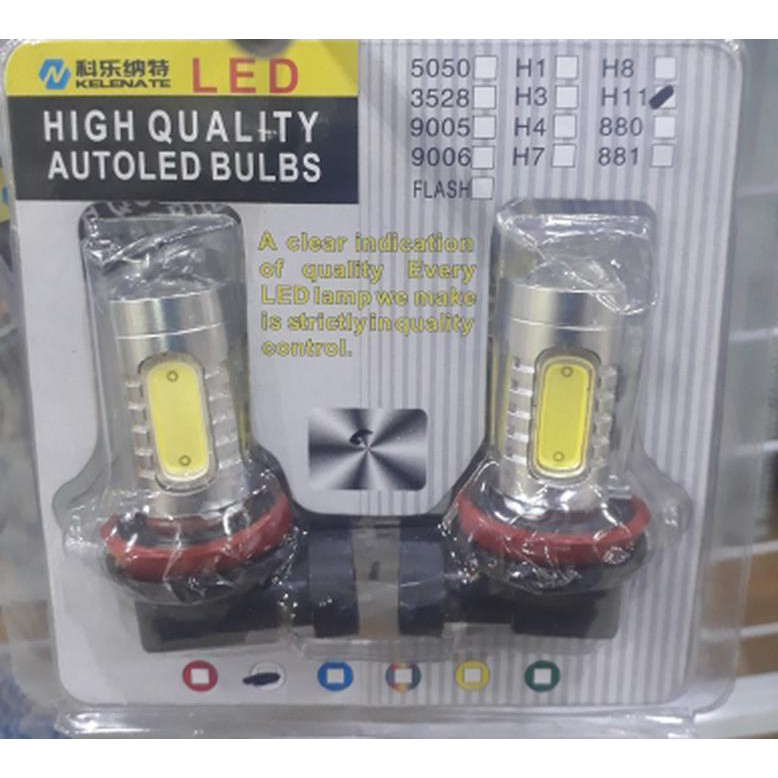 科乐纳特
KELENATE
LED
HIGH QUALITY
AUTOLED BULBS
5050 H1 H8
3528 H3 H11
9005 H4 880
9006 H7 881
FLASH
A clear indication
of quality Every
LED lamp we make
is strictly in quality
control.